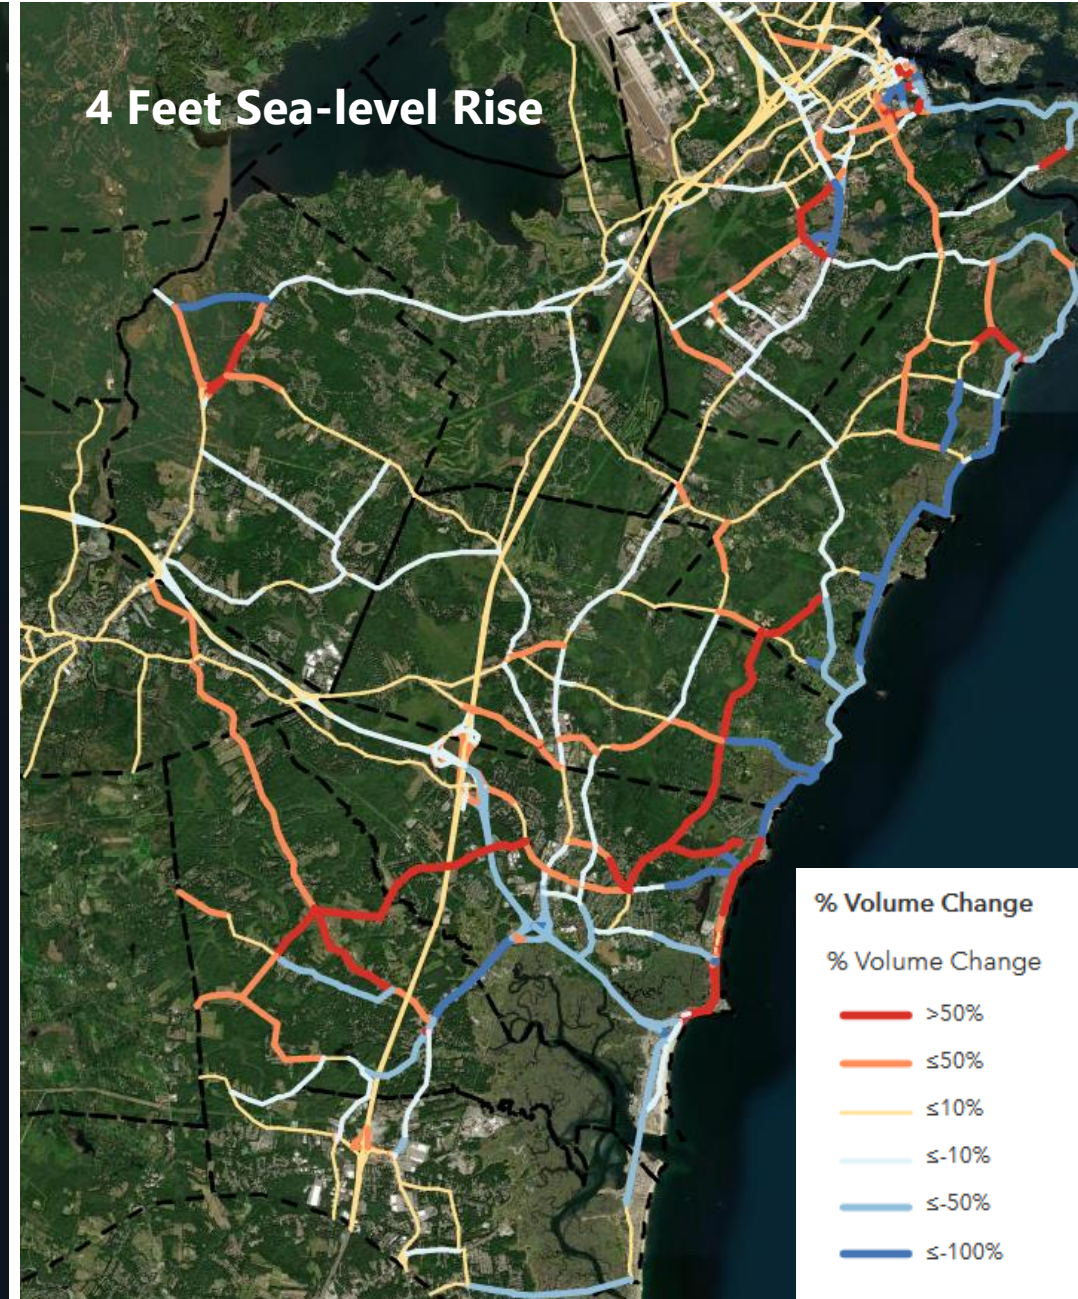 4 Feet Sea-level Rise
% Volume Change
% Volume Change
>50%
≤50%
≤10%
≤-10%
≤-50%
≤-100%